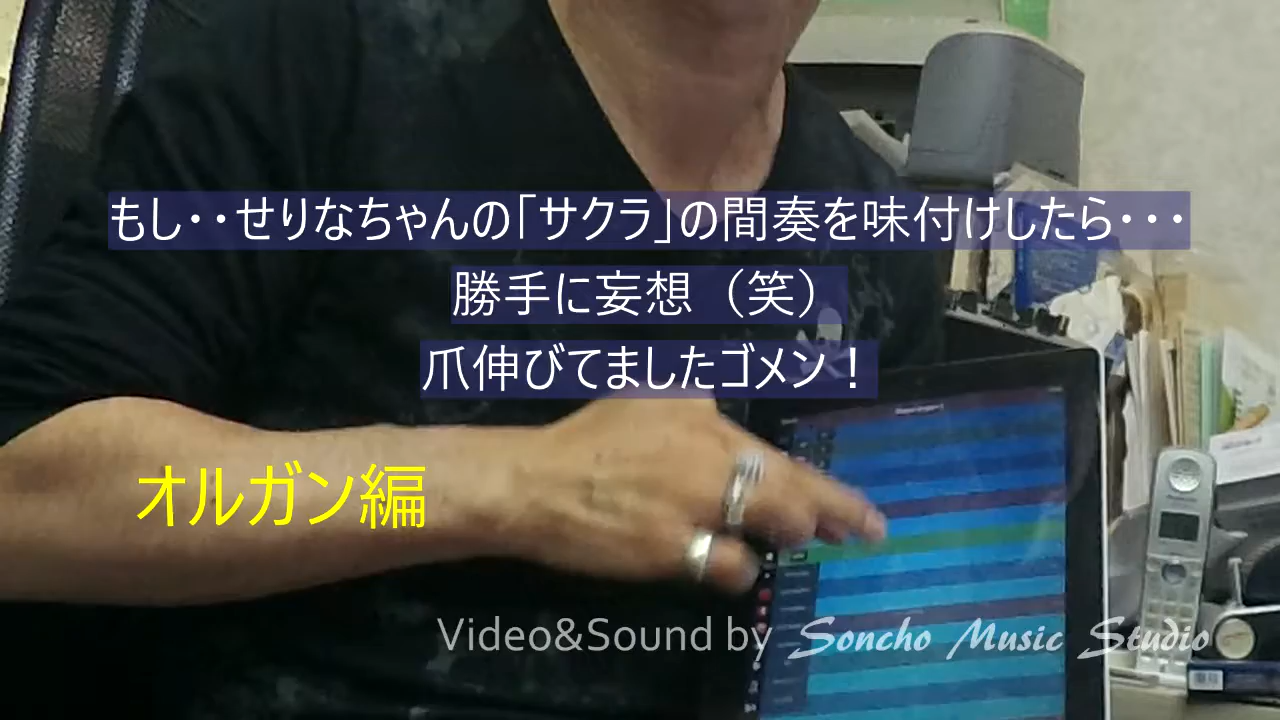 もし・・せりなちゃんの「サクラ」の間奏を味付けしたら・・・
勝手に妄想 （笑）
爪伸びてましたゴメン！
オルガン編
Video&Sound by Soncho Music Studio